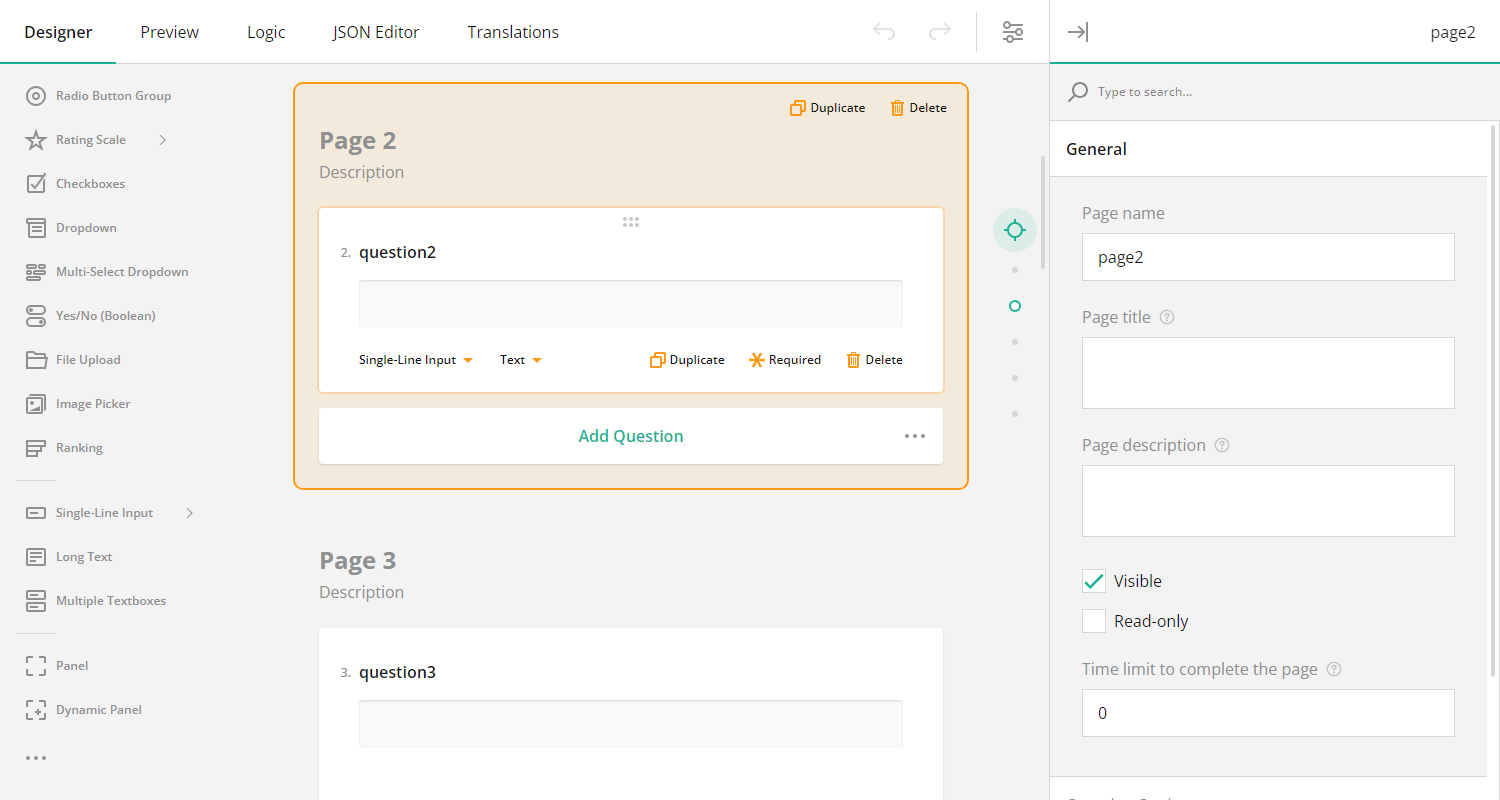 Designer
Preview
Logic
JSON Editor
Translations
page2
Radio Button Group
Rating Scale
Checkboxes
Dropdown
Multi-Select Dropdown
Yes/No (Boolean)
File Upload
Image Picker
Ranking
Single-Line Input
Long Text
Multiple Textboxes
Panel
Dynamic Panel
Duplicate
Delete
Page 2
Description
2. question2
Single-Line Input
Text
Duplicate
Required
Delete
Add Question
Page 3
Description
3. question3
Type to search...
General
Page name
page2
Page title
Page description
Visible
Read-only
Time limit to complete the page
0